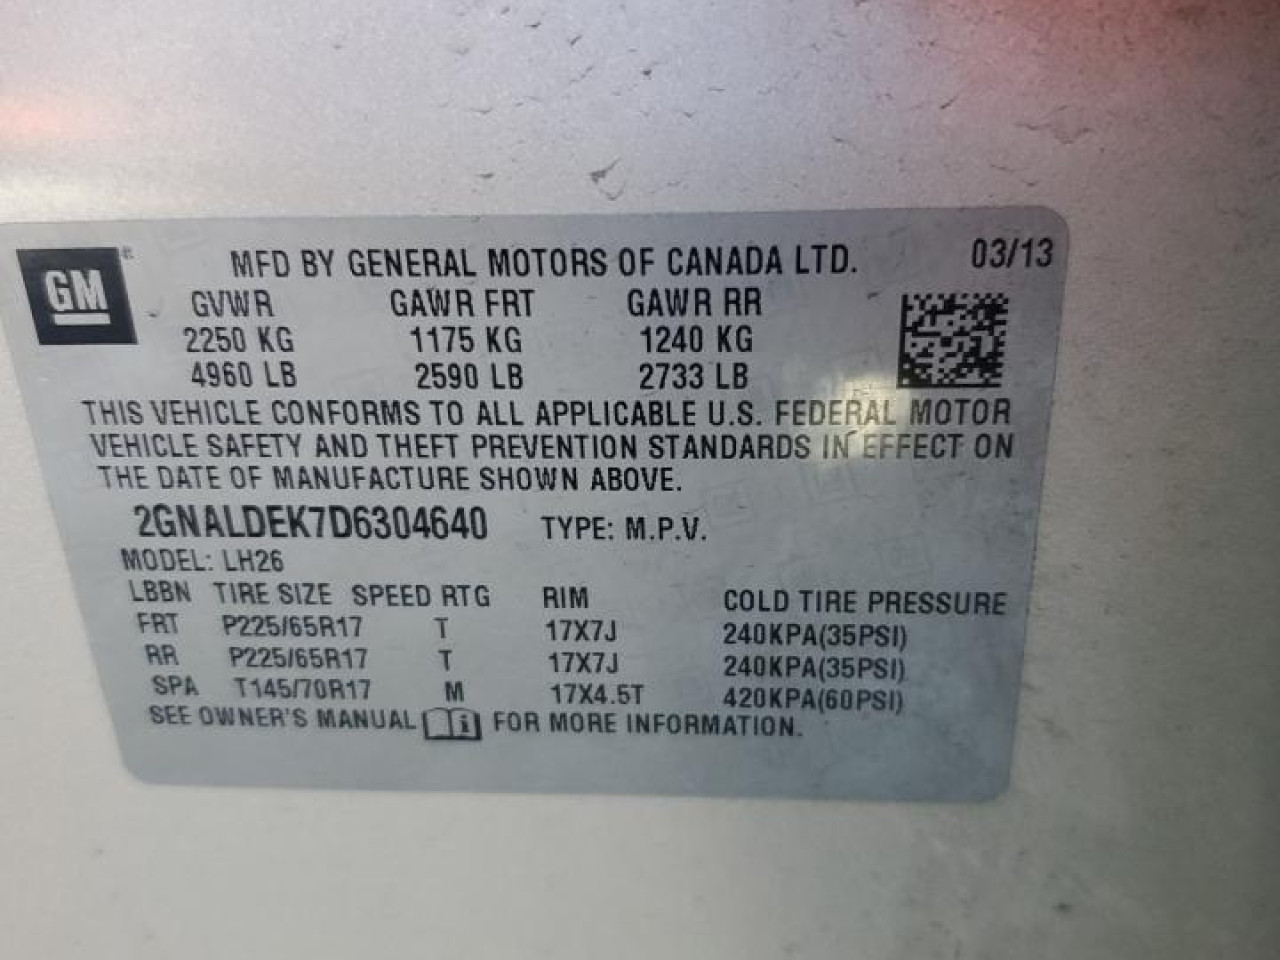 GM
MFD BY GENERAL MOTORS OF CANADA LTD. 03/13
GVWR GAWR FRT GAWR RR
2250 KG 1175 KG 1240 KG
4960 LB 2590 LB 2733 LB
THIS VEHICLE CONFORMS TO ALL APPLICABLE U.S. FEDERAL MOTOR
VEHICLE SAFETY AND THEFT PREVENTION STANDARDS IN EFFECT ON
THE DATE OF MANUFACTURE SHOWN ABOVE.
2GNALDEK7D6304640 TYPE: M.P.V.
MODEL: LH26
LBBN TIRE SIZE SPEED RTG RIM COLD TIRE PRESSURE
FRT P225/65R17 T 17X7J 240KPA(35PSI)
RR P225/65R17 T 17X7J 240KPA(35PSI)
SPA T145/70R17 M 17X4.5T 420KPA(60PSI)
SEE OWNER'S MANUAL FOR MORE INFORMATION.